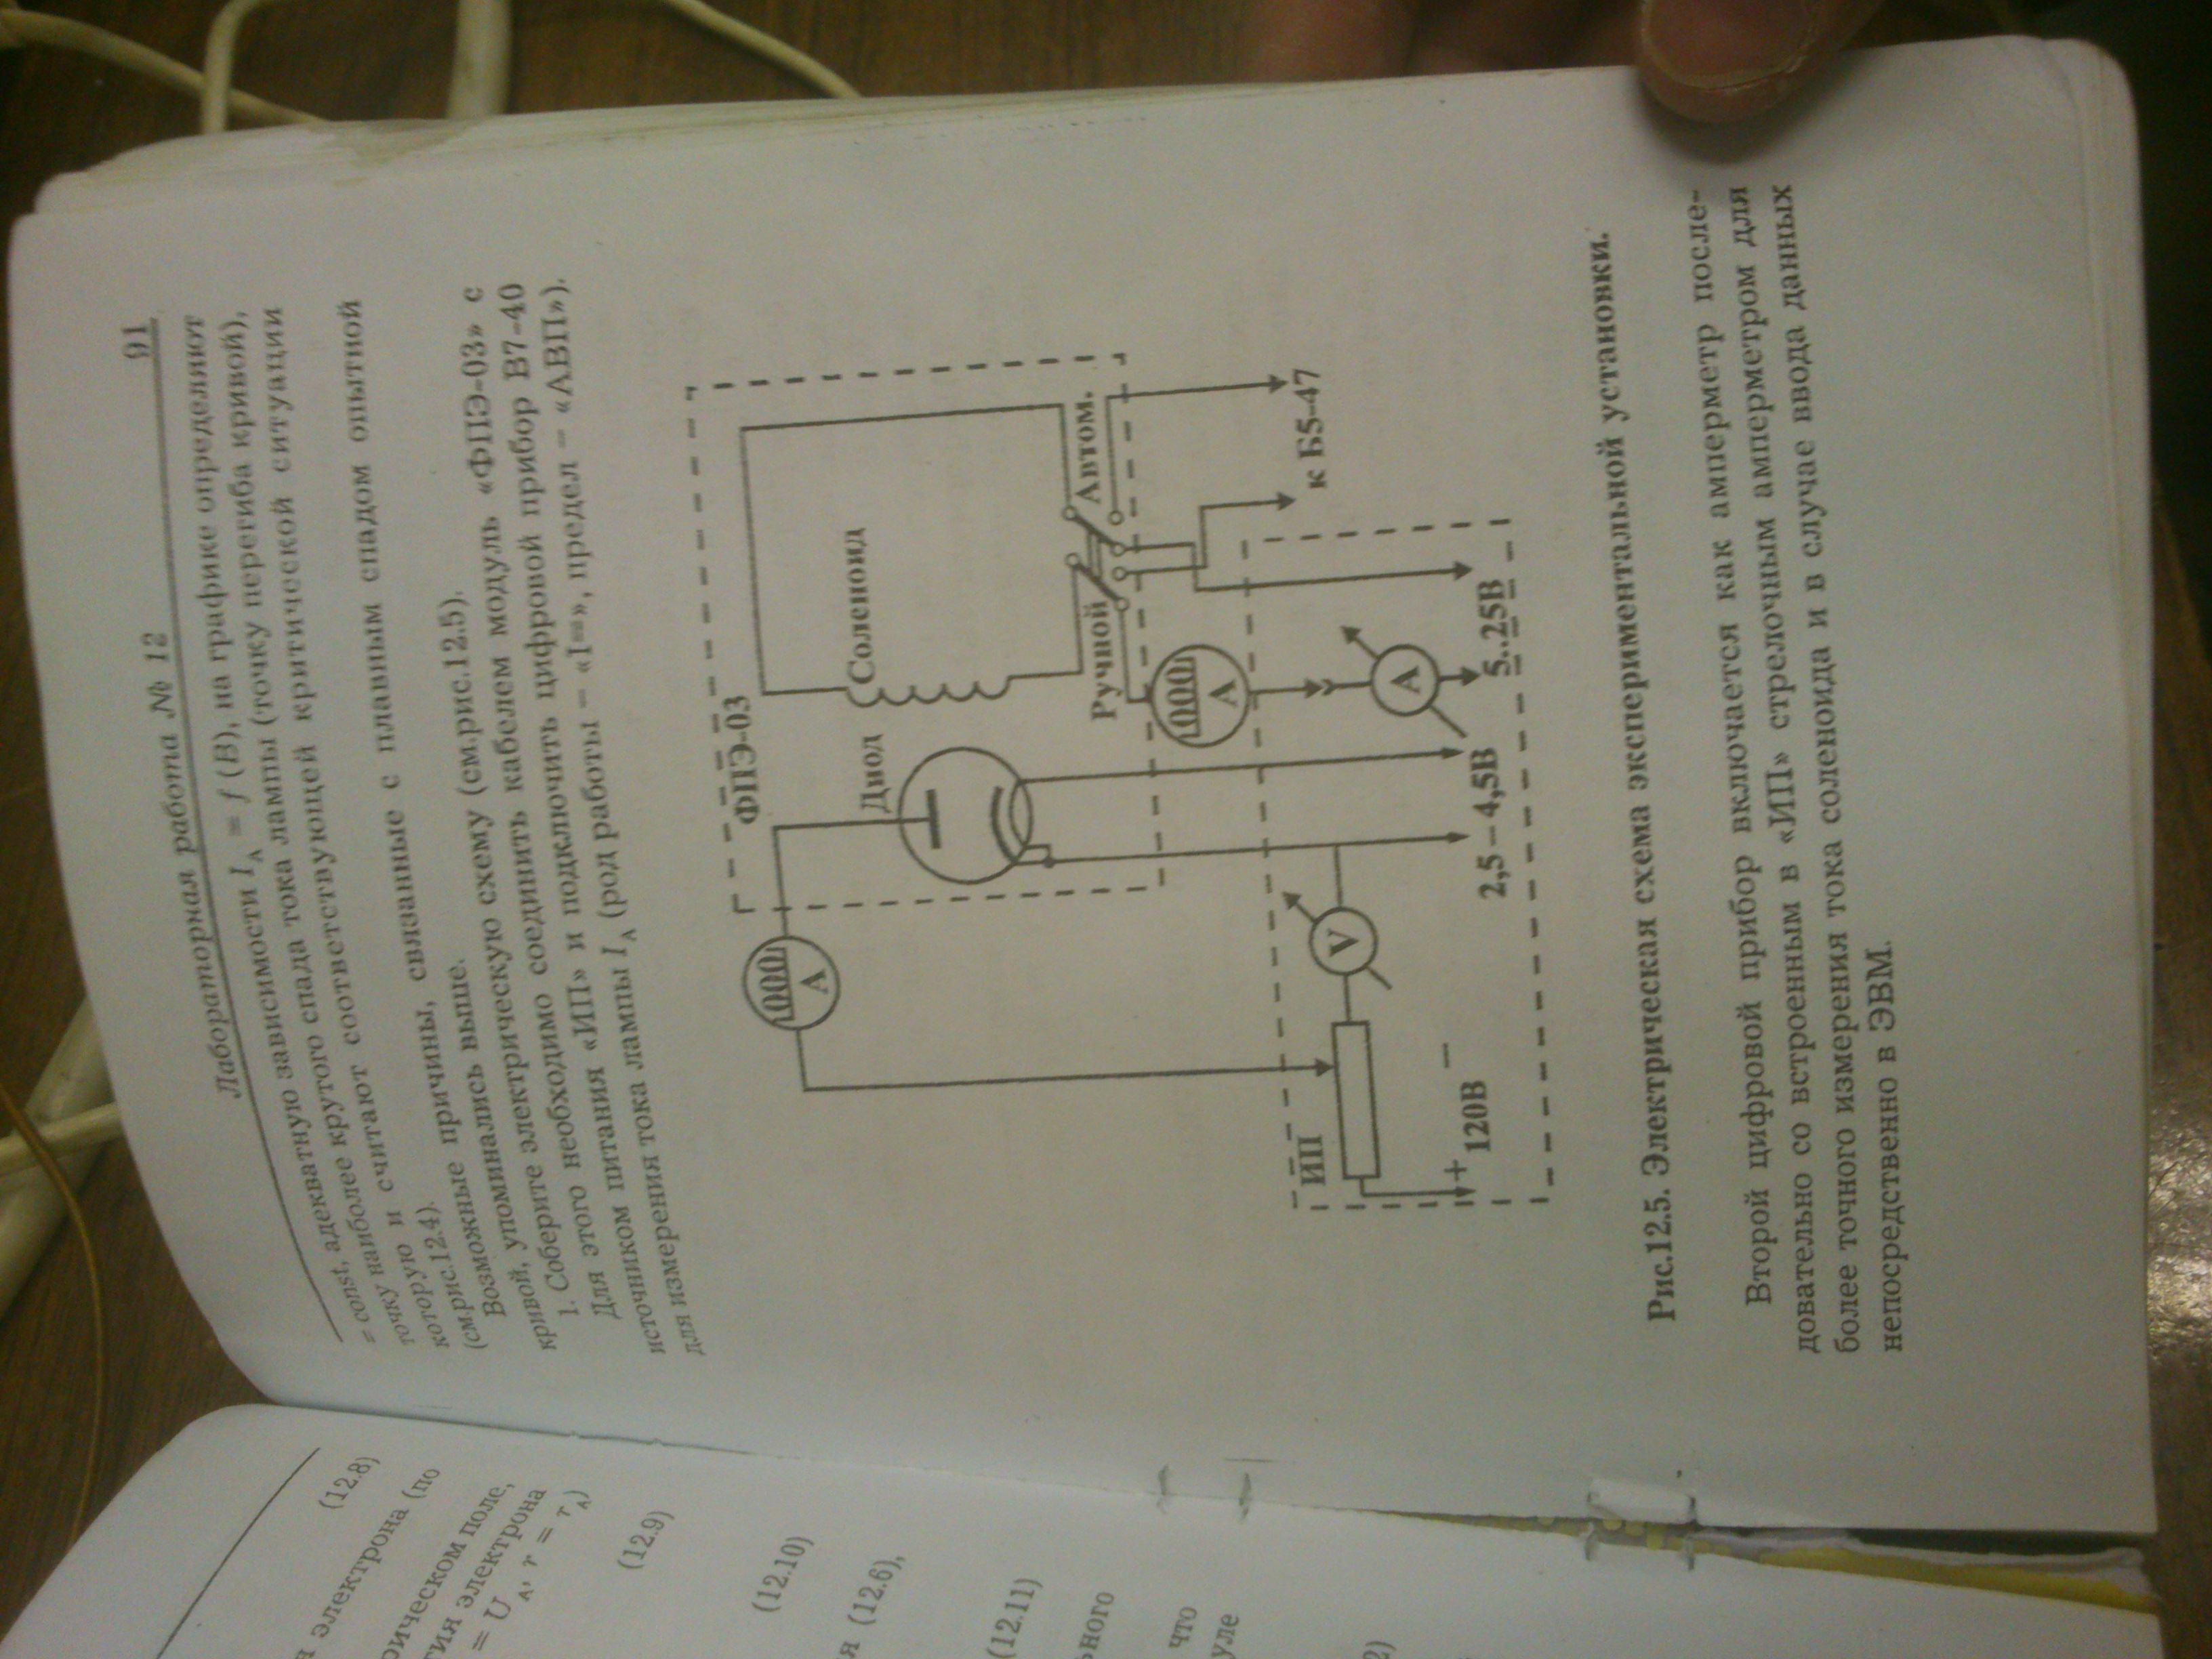 Лабораторная работа № 12
91
= const, адекватную зависимости I_A = f (B), на графике определяют
точку наиболее крутого спада тока лампы (точку перегиба кривой),
которую и считают соответствующей критической ситуации
(см.рис.12.4).
Возможные причины, связанные с плавным спадом опытной
кривой, упоминались выше.
1. Соберите электрическую схему (см.рис.12.5).
Для этого необходимо соединить кабелем модуль «ФПЭ-03» с
источником питания «ИП» и подключить цифровой прибор В7-40
для измерения тока лампы I_A (род работы – «I=», предел – «АВП»).
ФПЭ-03
000
A
Диод
Соленоид
Ручной
Автом.
000
A
ИП
V
A
к Б5-47
+
120В
–
2,5 – 4,5В
5..25В
Рис.12.5. Электрическая схема экспериментальной установки.
Второй цифровой прибор включается как амперметр после-
довательно со встроенным в «ИП» стрелочным амперметром для
более точного измерения тока соленоида и в случае ввода данных
непосредственно в ЭВМ.
(12.8)
электрона (по
рическом поле,
электрона
= U_A, r = r_A)
(12.9)
(12.10)
(12.6),
(12.11)
что